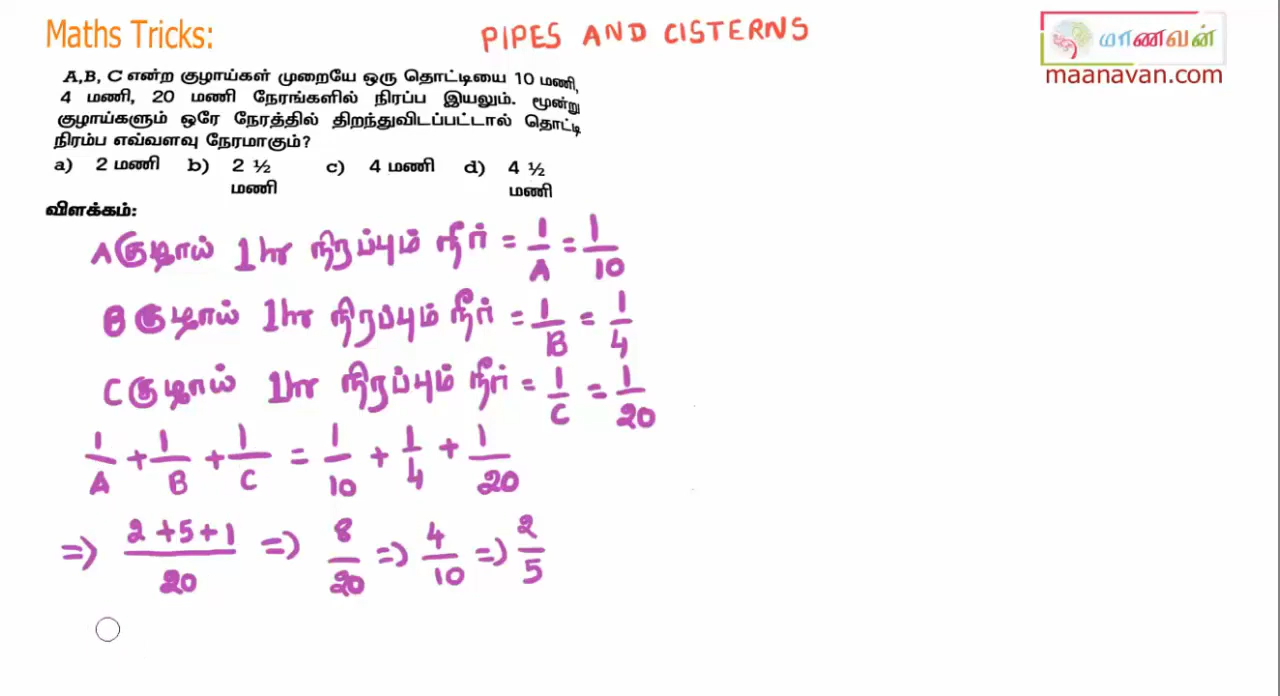 Maths Tricks:
PIPES AND CISTERNS
மாணவன்
maanavan.com
A,B, C என்ற குழாய்கள் முறையே ஒரு தொட்டியை 10 மணி,
4 மணி, 20 மணி நேரங்களில் நிரப்ப இயலும். மூன்று
குழாய்களும் ஒரே நேரத்தில் திறந்துவிடப்பட்டால் தொட்டி
நிரம்ப எவ்வளவு நேரமாகும்?
a) 2 மணி b) 2 ½ மணி c) 4 மணி d) 4 ½ மணி
விளக்கம்:
A குழாய் 1hr நிரப்பும் நீர் = 1/A = 1/10
B குழாய் 1hr நிரப்பும் நீர் = 1/B = 1/4
C குழாய் 1hr நிரப்பும் நீர் = 1/C = 1/20
1/A + 1/B + 1/C = 1/10 + 1/4 + 1/20
=> 2+5+1/20 => 8/20 => 4/10 => 2/5